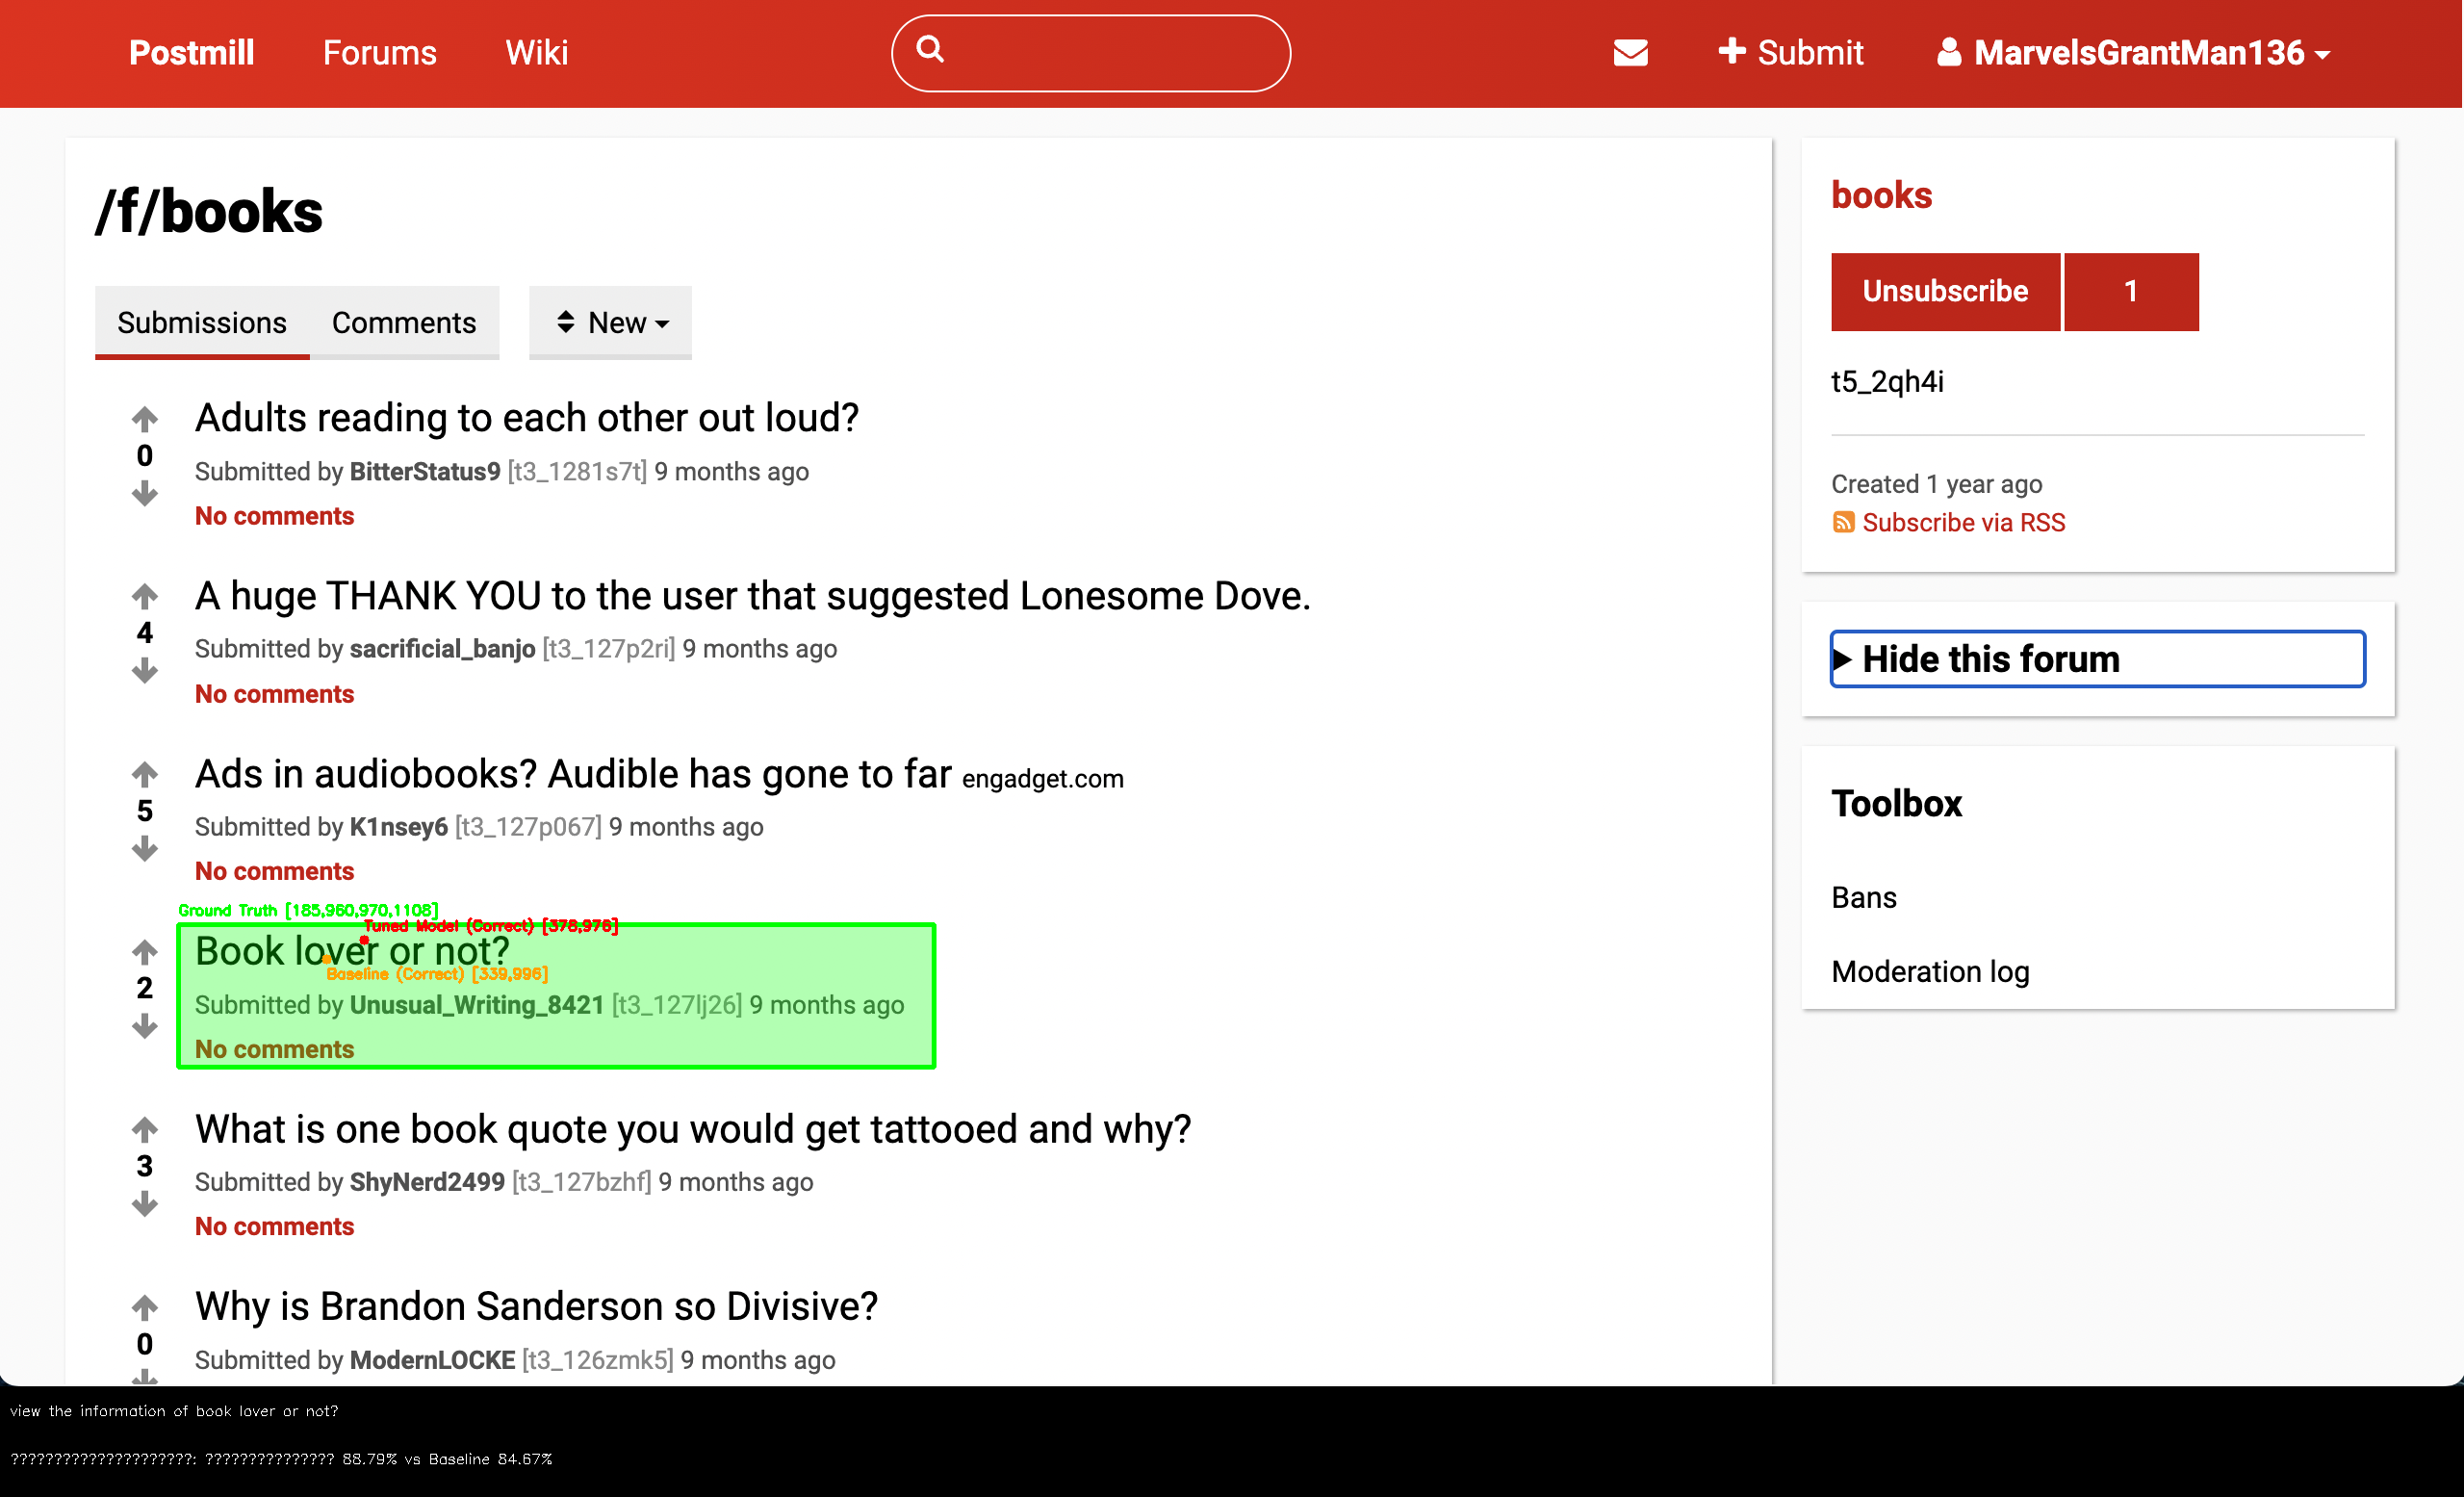 Postmill Forums Wiki Submit MarvelsGrantMan136
/f/books
Submissions Comments New
Adults reading to each other out loud?
0
Submitted by BitterStatus9 [t3_1281s7t] 9 months ago
No comments
A huge THANK YOU to the user that suggested Lonesome Dove.
4
Submitted by sacrificial_banjo [t3_127p2ri] 9 months ago
No comments
Ads in audiobooks? Audible has gone to far engadget.com
5
Submitted by K1nsey6 [t3_127p067] 9 months ago
No comments
Ground Truth [185,960,970,1108]
Tuned Model (Correct) [378,976]
Book lover or not?
Baseline (Correct) [339,996]
2
Submitted by Unusual_Writing_8421 [t3_127lj26] 9 months ago
No comments
What is one book quote you would get tattooed and why?
3
Submitted by ShyNerd2499 [t3_127bzhf] 9 months ago
No comments
Why is Brandon Sanderson so Divisive?
0
Submitted by ModernLOCKE [t3_126zmk5] 9 months ago
books
Unsubscribe 1
t5_2qh4i
Created 1 year ago
Subscribe via RSS
Hide this forum
Toolbox
Bans
Moderation log
view the information of book lover or not?
?????????????????????: ??????????????? 88.79% vs Baseline 84.67%